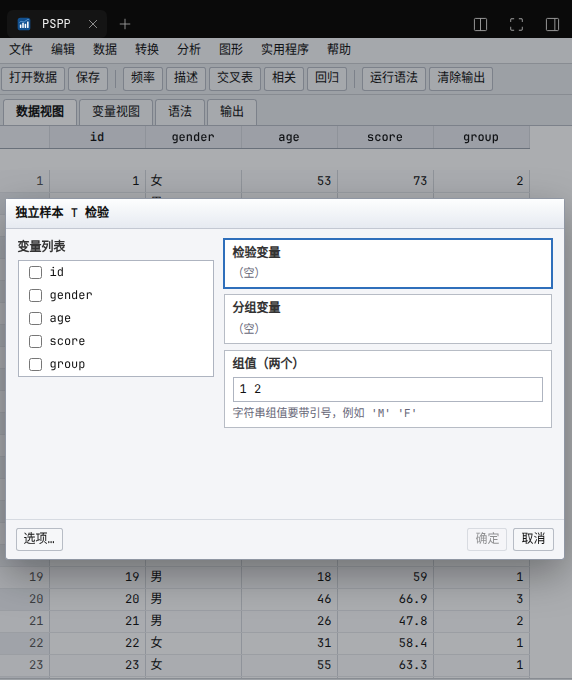 PSPP
文件 编辑 数据 转换 分析 图形 实用程序 帮助
打开数据 保存 频率 描述 交叉表 相关 回归 运行语法 清除输出
数据视图 变量视图 语法 输出
id gender age score group
1 1 女 53 73 2
独立样本 T 检验
变量列表
id
gender
age
score
group
检验变量
(空)
分组变量
(空)
组值 (两个)
1 2
字符串组值要带引号，例如 'M' 'F'
选项… 确定 取消
19 19 男 18 59 1
20 20 男 46 66.9 3
21 21 男 26 47.8 2
22 22 女 31 58.4 1
23 23 女 55 63.3 1